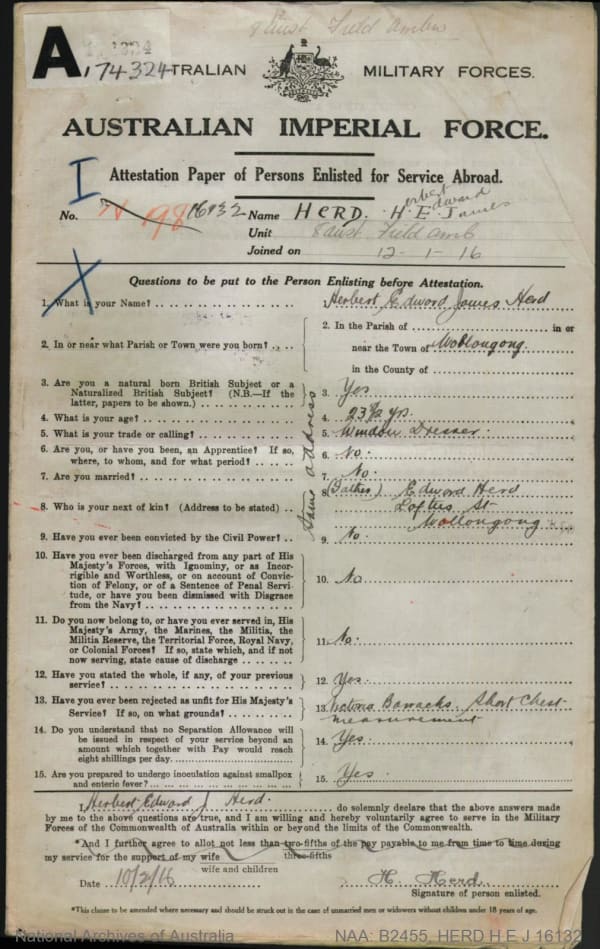 8 Aust Field Ambce
A
174324
TRALIAN MILITARY FORCES.
AUSTRALIAN IMPERIAL FORCE.
I
Attestation Paper of Persons Enlisted for Service Abroad.
No. N 198 16132 Name HERD. H. E. James
Herbert Edward
Unit 8 Aust Field Amb
Joined on 12-1-16
X
Questions to be put to the Person Enlisting before Attestation.
1. What is your Name? 1. Herbert Edward James Herd
2. In or near what Parish or Town were you born? 2. In the Parish of in or
near the Town of Wollongong
in the County of
3. Are you a natural born British Subject or a
Naturalized British Subject? (N.B.—If the
latter, papers to be shown.) 3. Yes
4. What is your age? 4. 23 yrs.
5. What is your trade or calling? 5. Window Dresser.
6. Are you, or have you been, an Apprentice? If so,
where, to whom, and for what period? 6. No.
7. Are you married? 7. No
8. Who is your next of kin? (Address to be stated) 8. (Father) Edward Herd
Loftus St
Wollongong
Same address
9. Have you ever been convicted by the Civil Power? 9. No.
10. Have you ever been discharged from any part of His
Majesty's Forces, with Ignominy, or as Incor-
rigible and Worthless, or on account of Convic-
tion of Felony, or of a Sentence of Penal Servi-
tude, or have you been dismissed with Disgrace
from the Navy? 10. No
11. Do you now belong to, or have you ever served in, His
Majesty's Army, the Marines, the Militia, the
Militia Reserve, the Territorial Force, Royal Navy,
or Colonial Forces? If so, state which, and if not
now serving, state cause of discharge 11. No.
12. Have you stated the whole, if any, of your previous
service? 12. Yes.
13. Have you ever been rejected as unfit for His Majesty's
Service? If so, on what grounds? 13. Victoria Barracks. Short Chest
measurement
14. Do you understand that no Separation Allowance will
be issued in respect of your service beyond an
amount which together with Pay would reach
eight shillings per day. 14. Yes.
15. Are you prepared to undergo inoculation against smallpox
and enteric fever? 15. Yes.
I, Herbert Edward J Herd. do solemnly declare that the above answers made
by me to the above questions are true, and I am willing and hereby voluntarily agree to serve in the Military
Forces of the Commonwealth of Australia within or beyond the limits of the Commonwealth.
*And I further agree to allot not less than two-fifths of the pay payable to me from time to time during
three-fifths
my service for the support of my wife
wife and children
Date 10/2/16 H. Herd.
Signature of person enlisted.
*This clause to be amended where necessary and should be struck out in the case of unmarried men or widowers without children under 18 years of age.
National Archives of Australia NAA: B2455, HERD H E J 16132